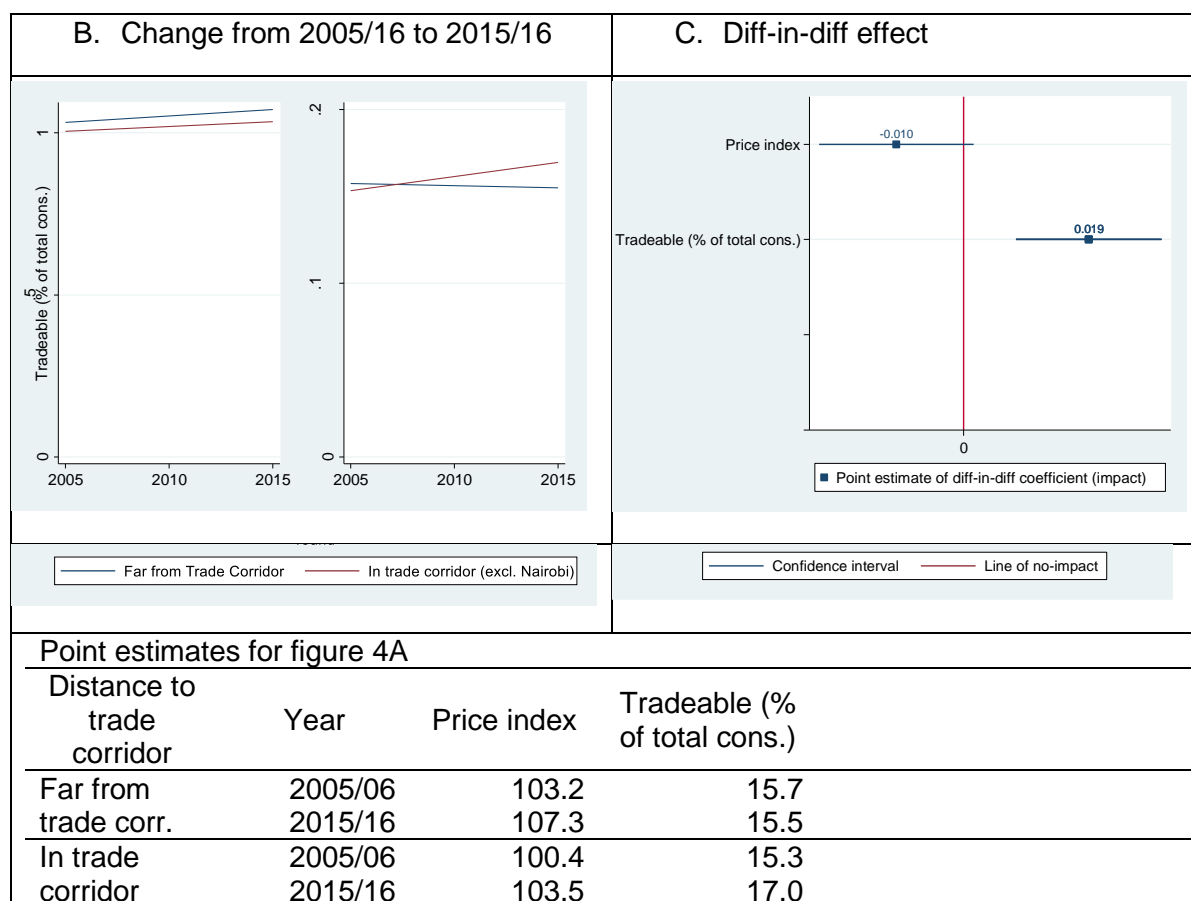 B. Change from 2005/16 to 2015/16
C. Diff-in-diff effect
Tradeable (% of total cons.)
1
.5
0
2005 2010 2015
.2
.1
0
2005 2010 2015
Far from Trade Corridor In trade corridor (excl. Nairobi)
Price index
Tradeable (% of total cons.)
-0.010
0.019
0
Point estimate of diff-in-diff coefficient (impact)
Confidence interval Line of no-impact
Point estimates for figure 4A
Distance to
trade
corridor
Year
Price index
Tradeable (%
of total cons.)
Far from 2005/06 103.2 15.7
trade corr. 2015/16 107.3 15.5
In trade 2005/06 100.4 15.3
corridor 2015/16 103.5 17.0